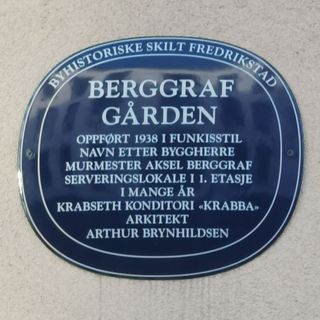 BYHISTORISKE SKILT FREDRIKSTAD
BERGGRAF
GÅRDEN
OPPFØRT 1938 I FUNKISSTIL
NAVN ETTER BYGGHERRE
MURMESTER AKSEL BERGGRAF
SERVERINGSLOKALE I 1. ETASJE
I MANGE ÅR
KRABSETH KONDITORI «KRABBA»
ARKITEKT
ARTHUR BRYNHILDSEN